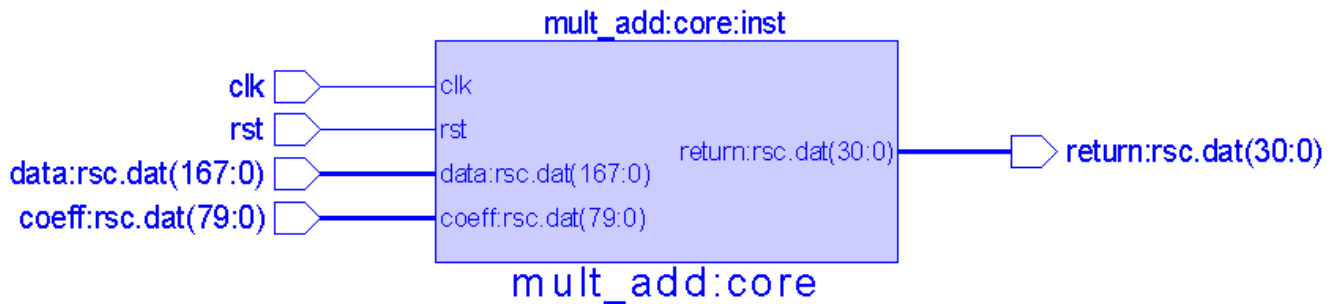 mult_add:core:inst
clk
clk
rst
rst
return:rsc.dat(30:0)
return:rsc.dat(30:0)
data:rsc.dat(167:0)
data:rsc.dat(167:0)
coeff:rsc.dat(79:0)
coeff:rsc.dat(79:0)
mult_add:core